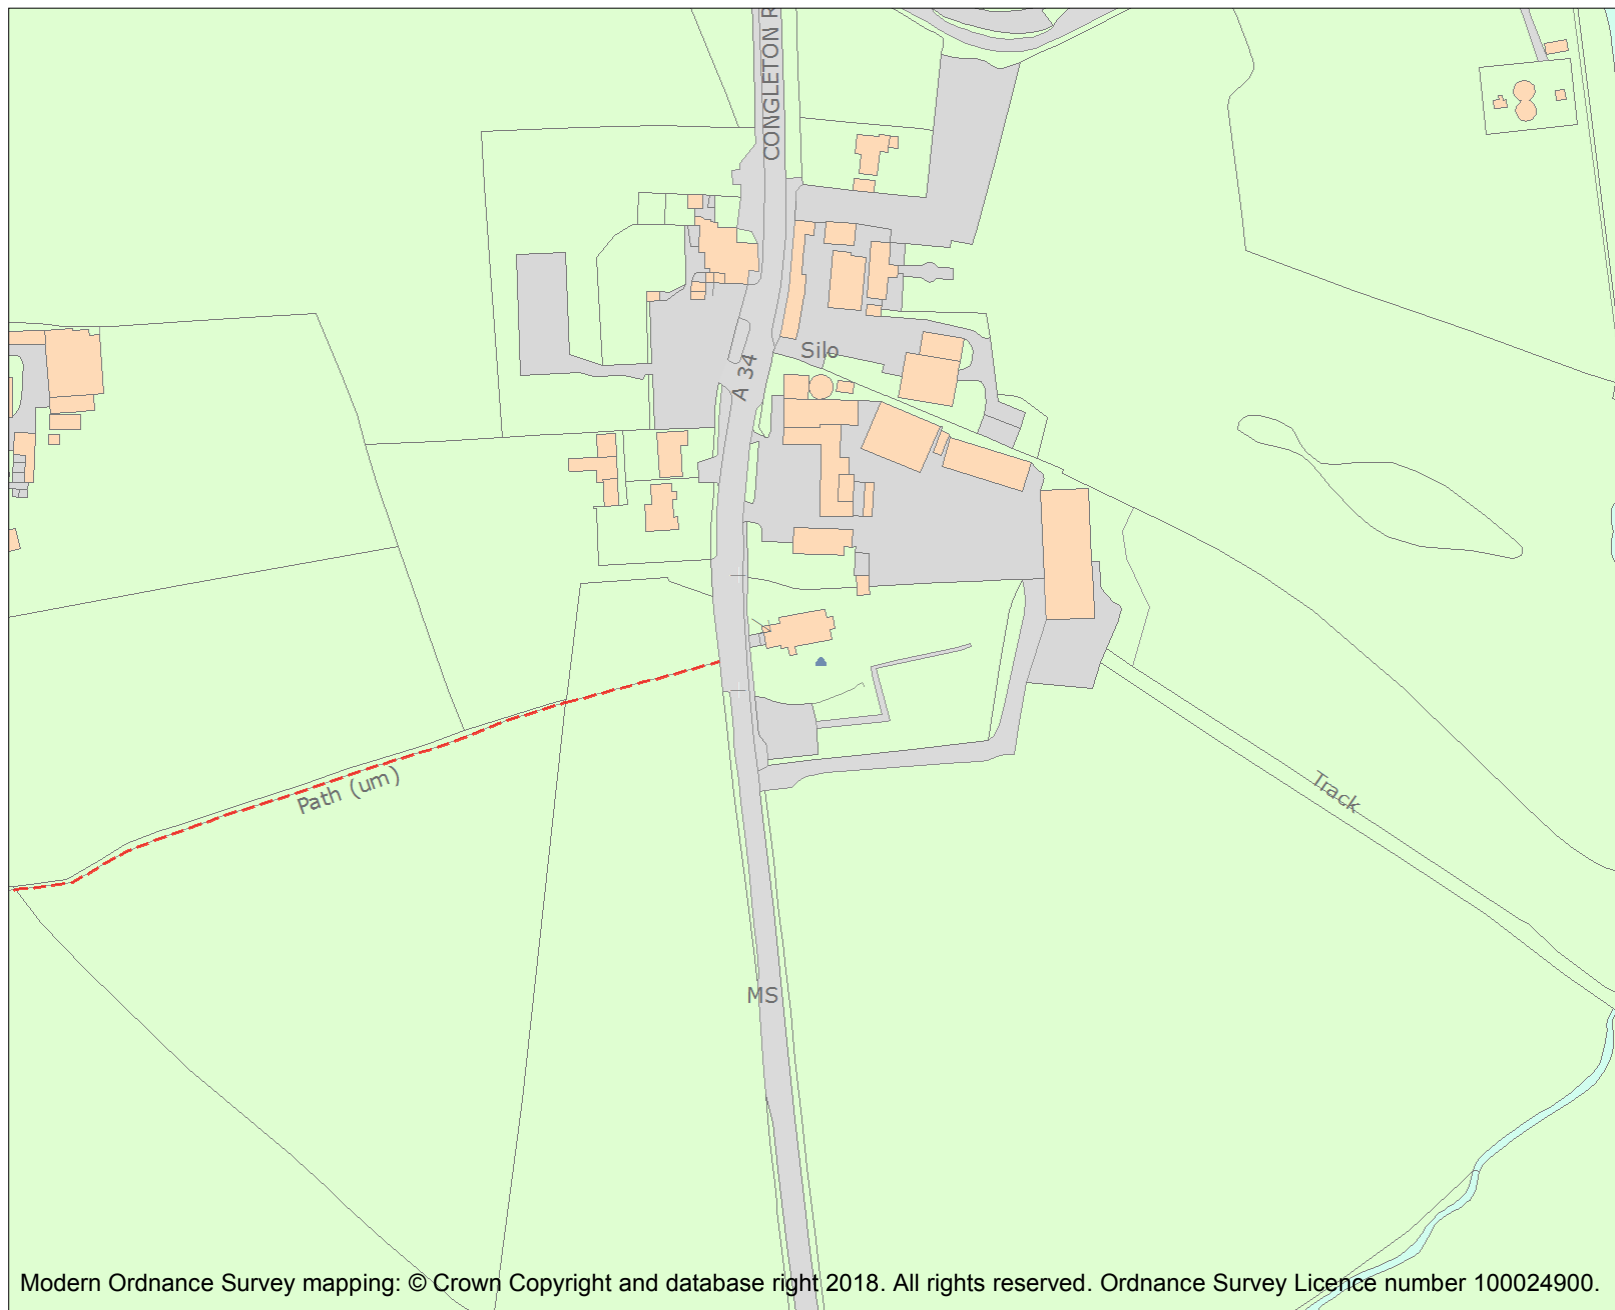 CONGLETON R
Silo
A 34
Path (um)
Track
MS
Modern Ordnance Survey mapping: © Crown Copyright and database right 2018. All rights reserved. Ordnance Survey Licence number 100024900.